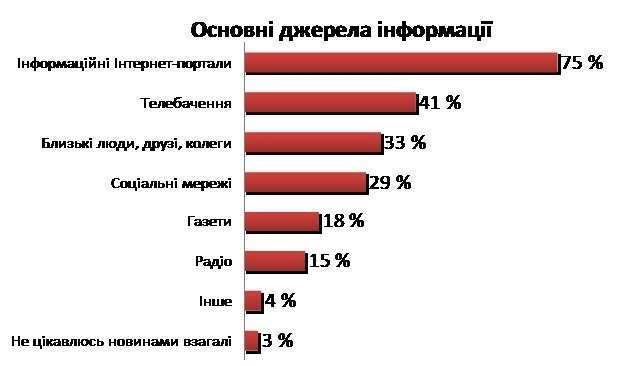 Основні джерела інформації
Інформаційні Інтернет-портали 75 %
Телебачення 41 %
Близькі люди, друзі, колеги 33 %
Соціальні мережі 29 %
Газети 18 %
Радіо 15 %
Інше 4 %
Не цікавлюсь новинами взагалі 3 %